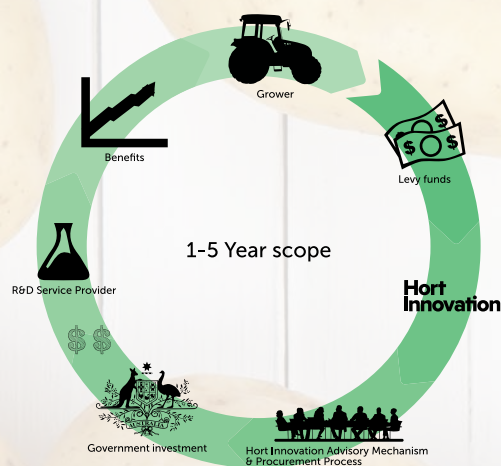 Grower
Levy funds
Hort
Innovation
Hort Innovation Advisory Mechanism
& Procurement Process
Government investment
AUSTRALIA
$ $
R&D Service Provider
Benefits
1-5 Year scope